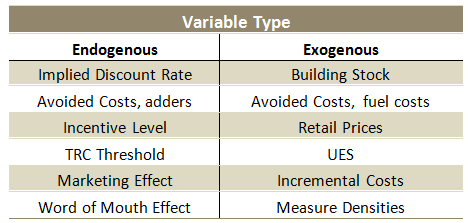 Variable Type
Endogenous Exogenous
Implied Discount Rate Building Stock
Avoided Costs, adders Avoided Costs, fuel costs
Incentive Level Retail Prices
TRC Threshold UES
Marketing Effect Incremental Costs
Word of Mouth Effect Measure Densities